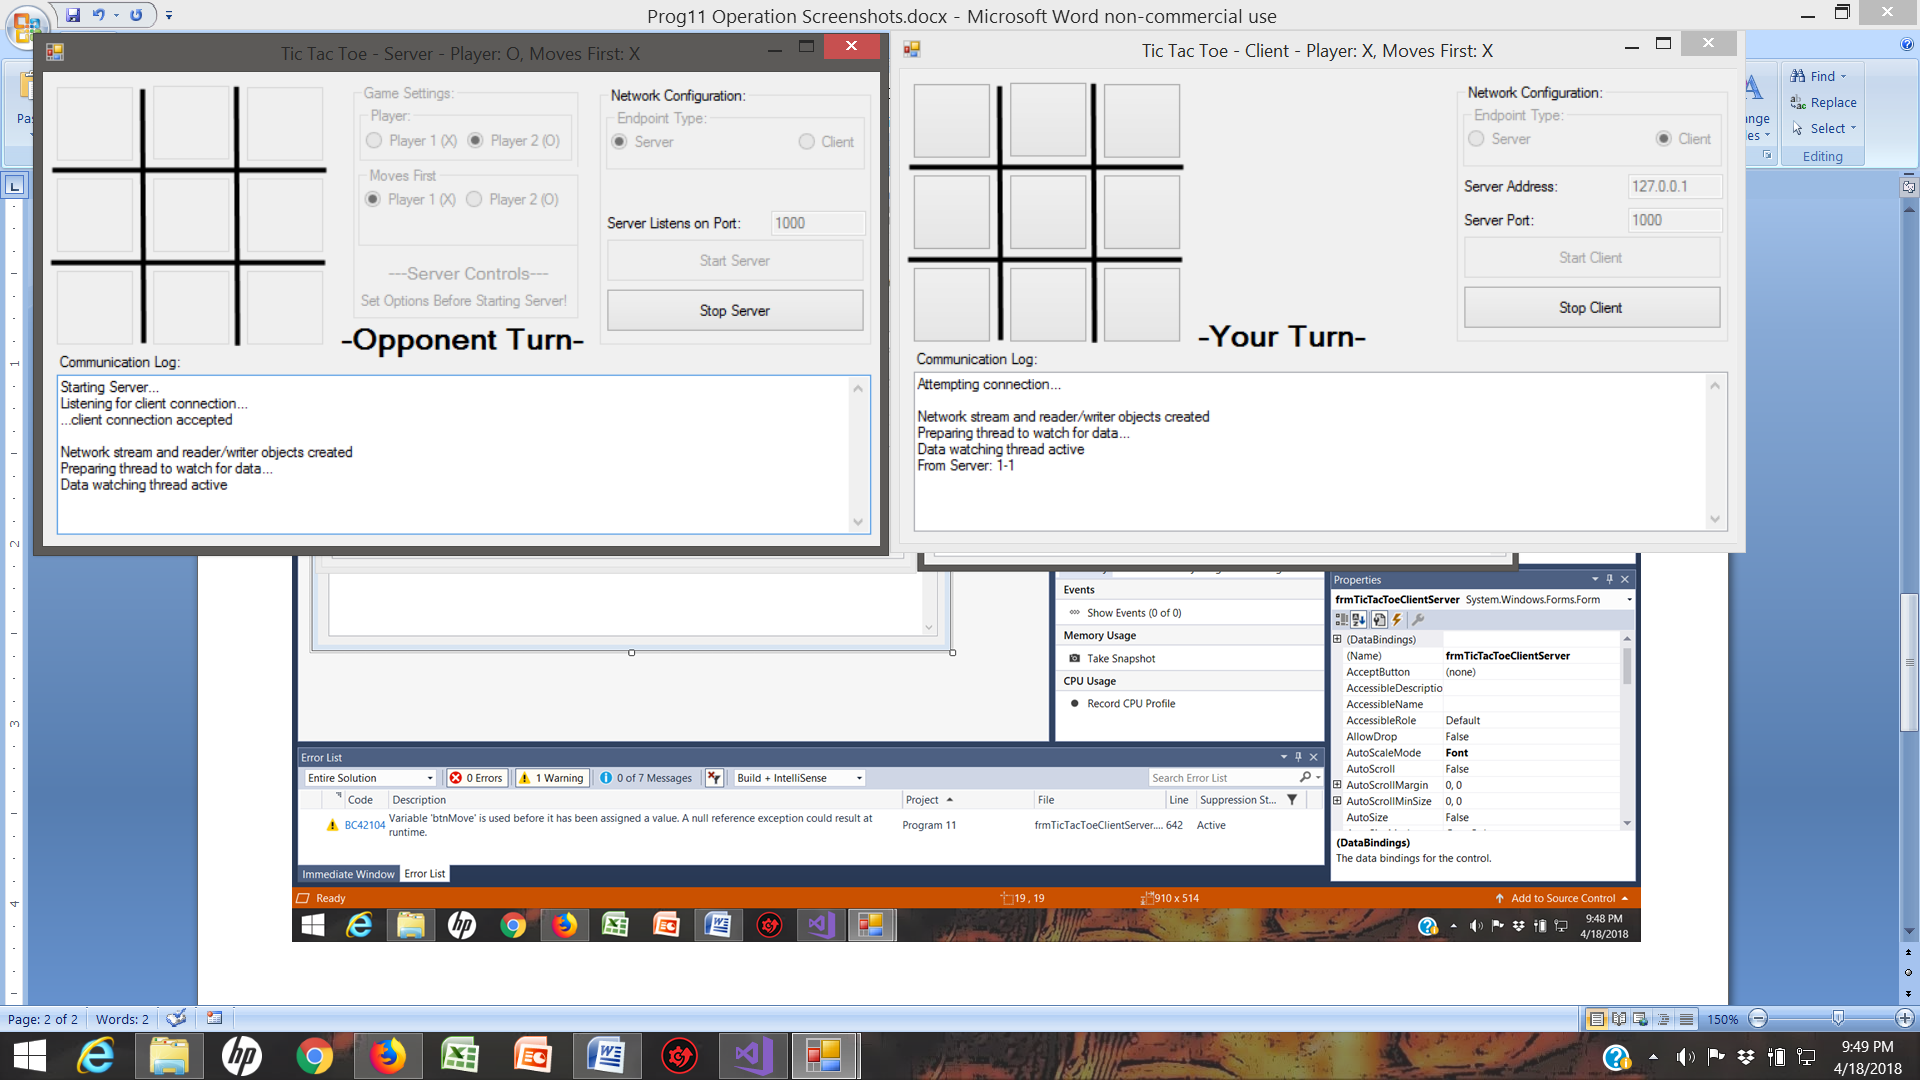 Prog11 Operation Screenshots.docx - Microsoft Word non-commercial use
Tic Tac Toe - Server - Player: O, Moves First: X
Game Settings:
Player:
Player 1 (X) Player 2 (O)
Moves First
Player 1 (X) Player 2 (O)
---Server Controls---
Set Options Before Starting Server!
Network Configuration:
Endpoint Type:
Server Client
Server Listens on Port: 1000
Start Server
Stop Server
-Opponent Turn-
Communication Log:
Starting Server...
Listening for client connection...
...client connection accepted
Network stream and reader/writer objects created
Preparing thread to watch for data...
Data watching thread active
Tic Tac Toe - Client - Player: X, Moves First: X
Network Configuration:
Endpoint Type:
Server Client
Server Address: 127.0.0.1
Server Port: 1000
Start Client
Stop Client
-Your Turn-
Communication Log:
Attempting connection...
Network stream and reader/writer objects created
Preparing thread to watch for data...
Data watching thread active
From Server: 1-1
Find
Replace
Select
Editing
Events
Show Events (0 of 0)
Memory Usage
Take Snapshot
CPU Usage
Record CPU Profile
Properties
frmTicTacToeClientServer System.Windows.Forms.Form
(DataBindings)
(Name) frmTicTacToeClientServer
AcceptButton (none)
AccessibleDescriptio
AccessibleName
AccessibleRole Default
AllowDrop False
AutoScaleMode Font
AutoScroll False
AutoScrollMargin 0, 0
AutoScrollMinSize 0, 0
AutoSize False
(DataBindings)
The data bindings for the control.
Error List
Entire Solution 0 Errors 1 Warning 0 of 7 Messages Build + IntelliSense Search Error List
Code Description Project File Line Suppression St...
BC42104 Variable 'btnMove' is used before it has been assigned a value. A null reference exception could result at
runtime.
Program 11 frmTicTacToeClientServer.... 642 Active
Immediate Window Error List
Ready 19 , 19 910 x 514 Add to Source Control
9:48 PM
4/18/2018
1
2
3
4
Page: 2 of 2 Words: 2 150%
9:49 PM
4/18/2018